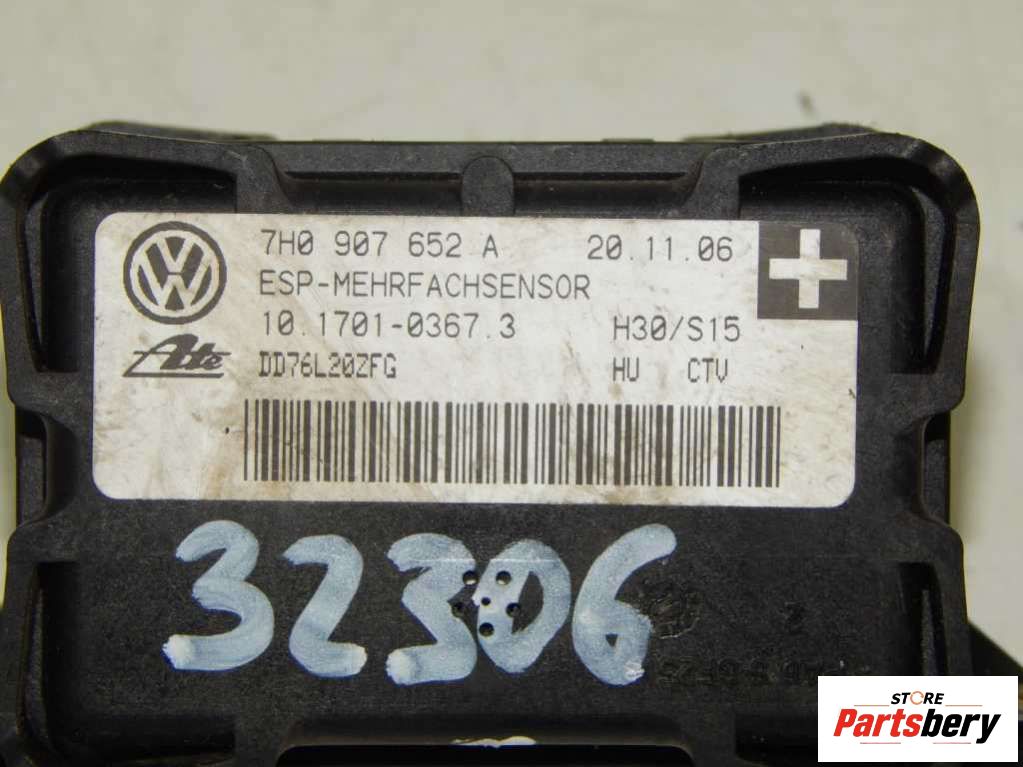 7H0 907 652 A 20.11.06
ESP-MEHRFACHSENSOR
10.1701-0367.3 H30/S15
Ate DD76L20ZFG HU CTV
32306
STORE
Partsbery